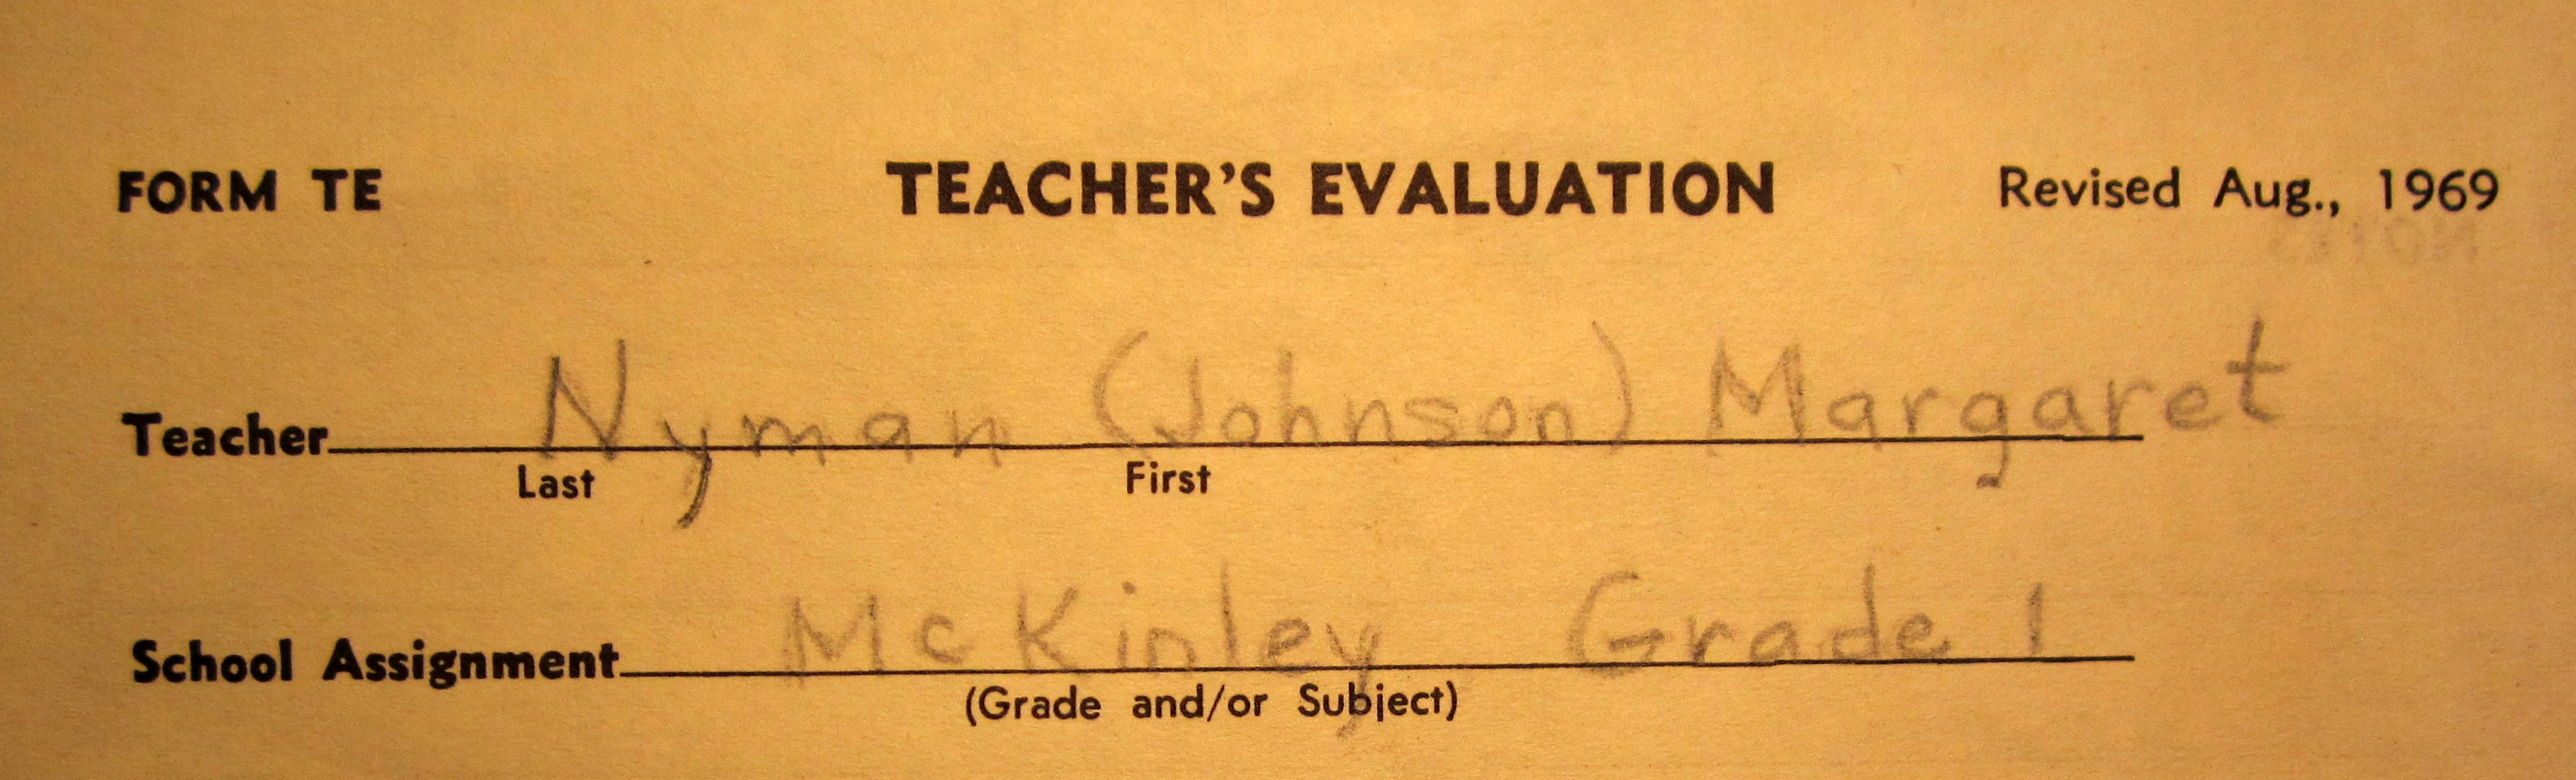 FORM TE TEACHER'S EVALUATION Revised Aug., 1969
Teacher Nyman (Johnson) Margaret
Last First
School Assignment McKinley Grade 1
(Grade and/or Subject)